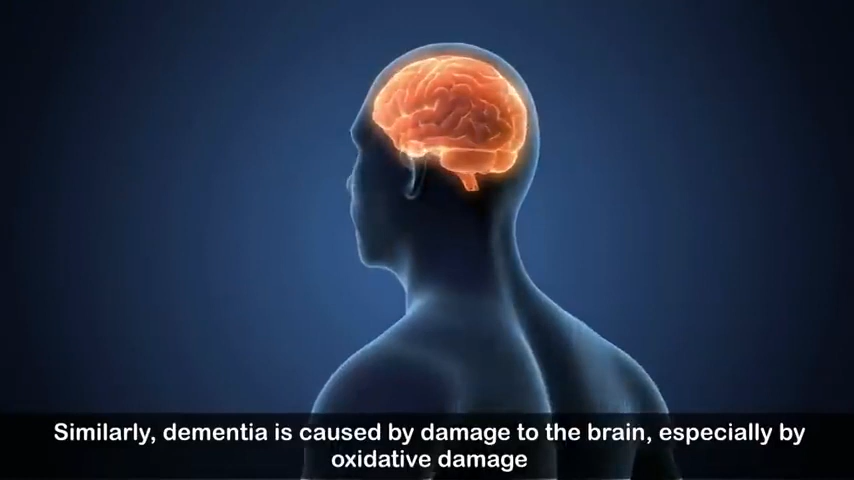 Similarly, dementia is caused by damage to the brain, especially by
oxidative damage